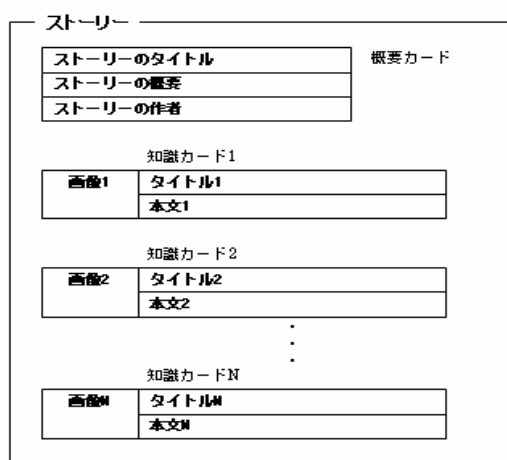 ストーリー
ストーリーのタイトル
概要カード
ストーリーの概要
ストーリーの作者
知識カード1
画像1
タイトル1
本文1
知識カード2
画像2
タイトル2
本文2
知識カードN
画像N
タイトルN
本文N